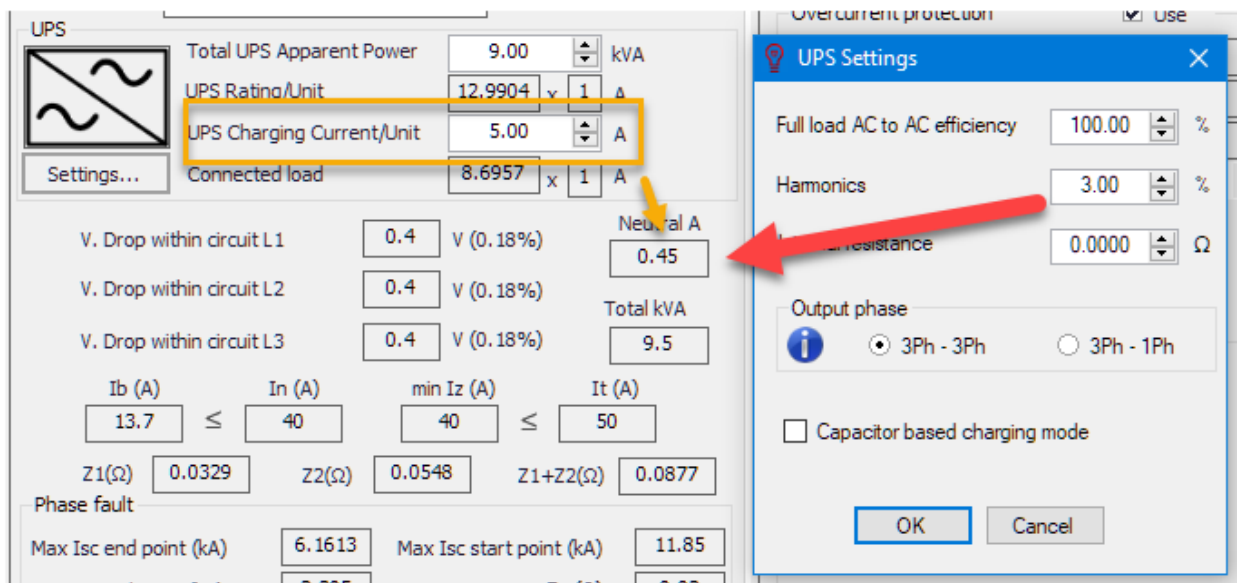 Overcurrent protection Use
UPS
Total UPS Apparent Power 9.00 kVA
UPS Rating/Unit 12.9904 x 1 A
UPS Charging Current/Unit 5.00 A
Settings... Connected load 8.6957 x 1 A
Neutral A
V. Drop within circuit L1 0.4 V (0.18%) 0.45
V. Drop within circuit L2 0.4 V (0.18%)
Total kVA
V. Drop within circuit L3 0.4 V (0.18%) 9.5
Ib (A) In (A) min Iz (A) It (A)
13.7 ≤ 40 40 ≤ 50
Z1(Ω) 0.0329 Z2(Ω) 0.0548 Z1+Z2(Ω) 0.0877
Phase fault
Max Isc end point (kA) 6.1613 Max Isc start point (kA) 11.85
UPS Settings
Full load AC to AC efficiency 100.00 %
Harmonics 3.00 %
resistance 0.0000 Ω
Output phase
3Ph - 3Ph 3Ph - 1Ph
Capacitor based charging mode
OK Cancel